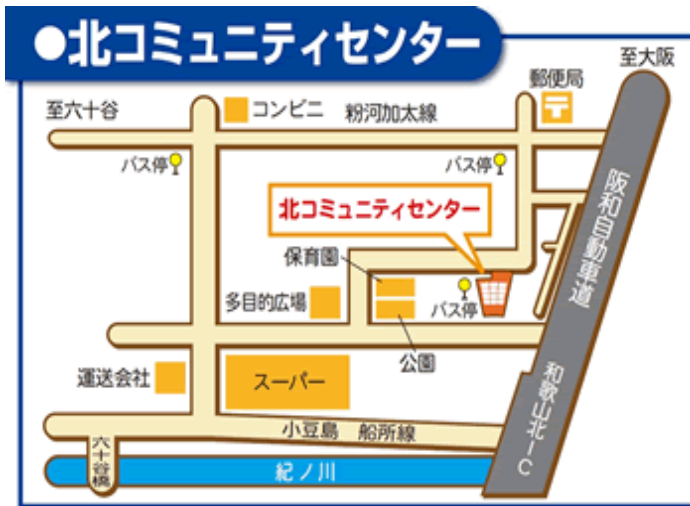 ●北コミュニティセンター
至大阪
郵便局
至六十谷
コンビニ
粉河加太線
バス停
バス停
阪和自動車道
北コミュニティセンター
保育園
多目的広場
バス停
公園
運送会社
スーパー
和歌山北IC
小豆島 船所線
六十谷橋
紀ノ川